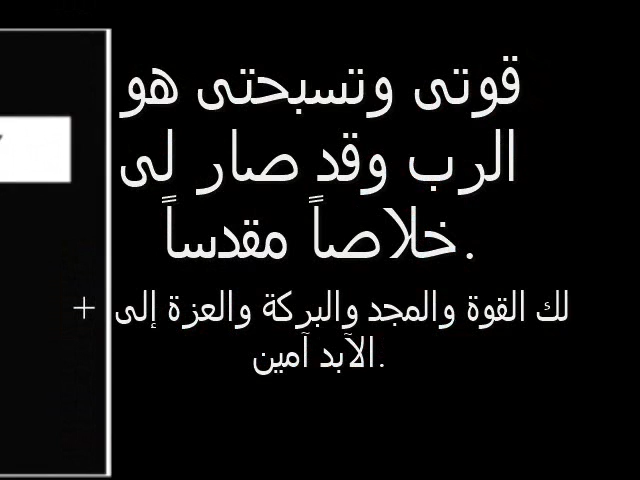 قوتى وتسبحتى هو
الرب وقد صار لى
خلاصاً مقدساً.
+ لك القوة والمجد والبركة والعزة إلى
الآبد آمين.